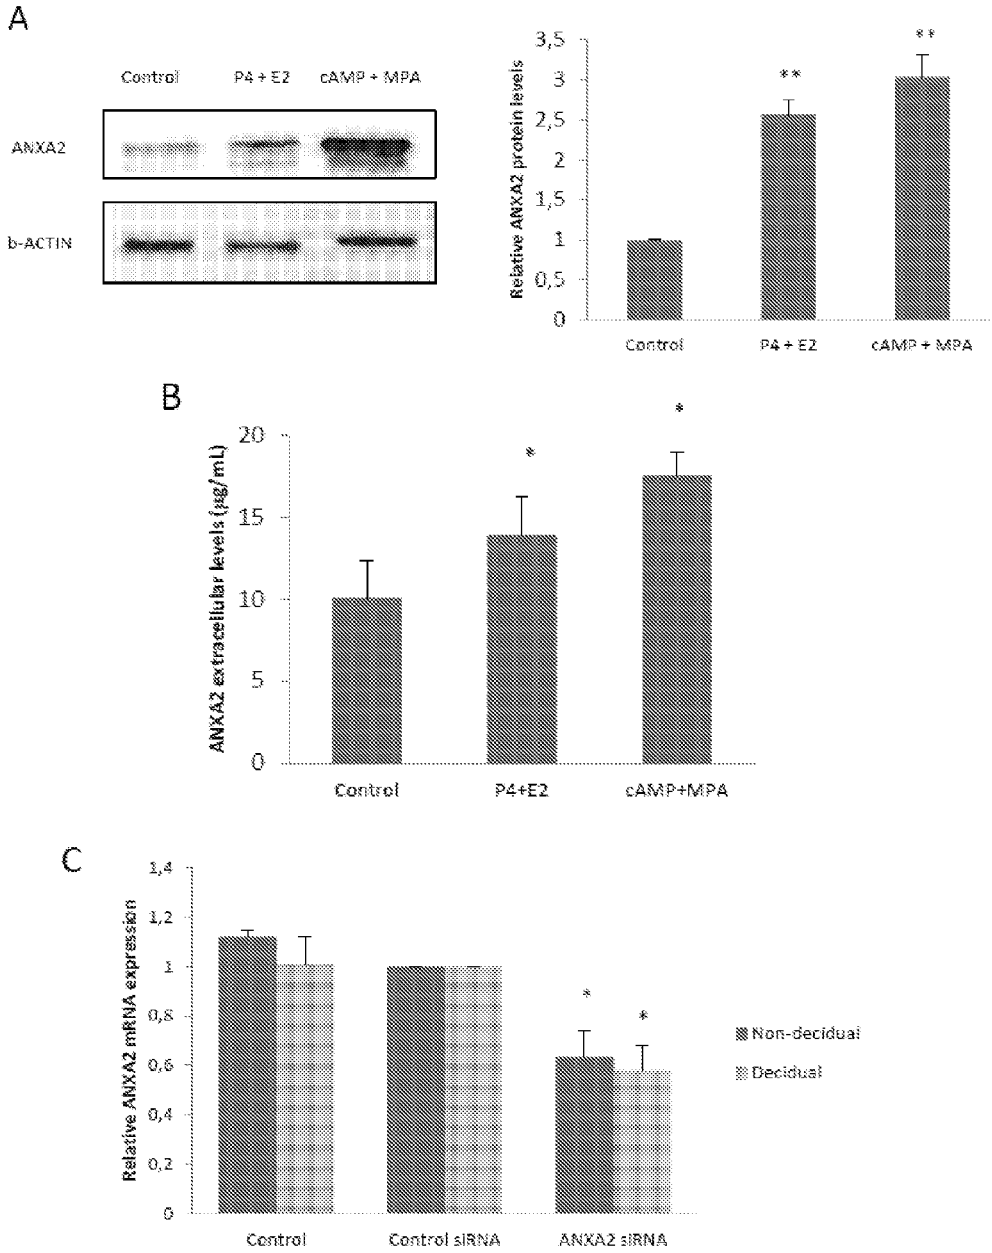 A
Control P4 + E2 cAMP + MPA
ANXA2
b-ACTIN
Relative ANXA2 protein levels
3,5
3
2,5
2
1,5
1
0,5
0
**
**
Control P4 + E2 cAMP + MPA
B
ANXA2 extracellular levels (µg/mL)
20
15
10
5
0
*
*
Control P4+E2 cAMP+MPA
C
Relative ANXA2 mRNA expression
1,4
1,2
1
0,8
0,6
0,4
0,2
0
*
*
Control Control siRNA ANXA2 siRNA
Non-decidual
Decidual